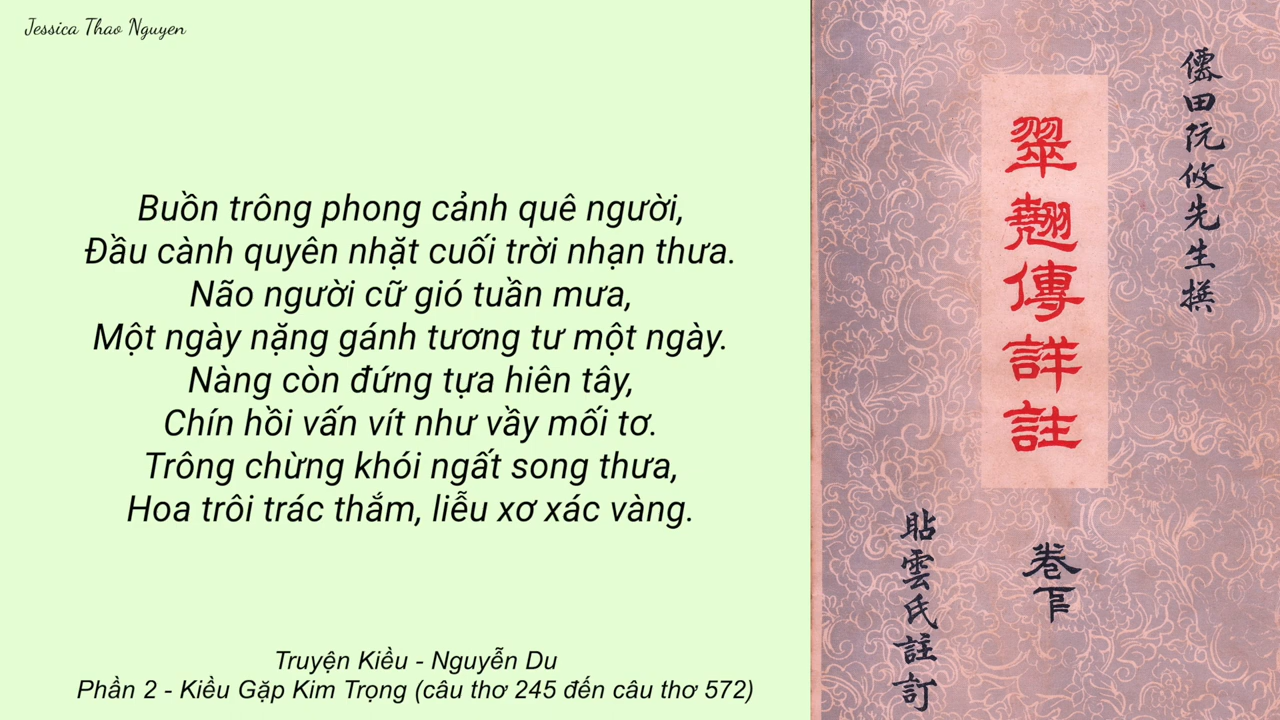 Jessica Thao Nguyen
Buồn trông phong cảnh quê người,
Đầu cành quyên nhặt cuối trời nhạn thưa.
Não người cữ gió tuần mưa,
Một ngày nặng gánh tương tư một ngày.
Nàng còn đứng tựa hiên tây,
Chín hồi vấn vít như vầy mối tơ.
Trông chừng khói ngất song thưa,
Hoa trôi trác thắm, liễu xơ xác vàng.
Truyện Kiều - Nguyễn Du
Phần 2 - Kiều Gặp Kim Trọng (câu thơ 245 đến câu thơ 572)
僊田阮攸先生撰
翠翹傳詳註
卷下
貼雲氏註訂